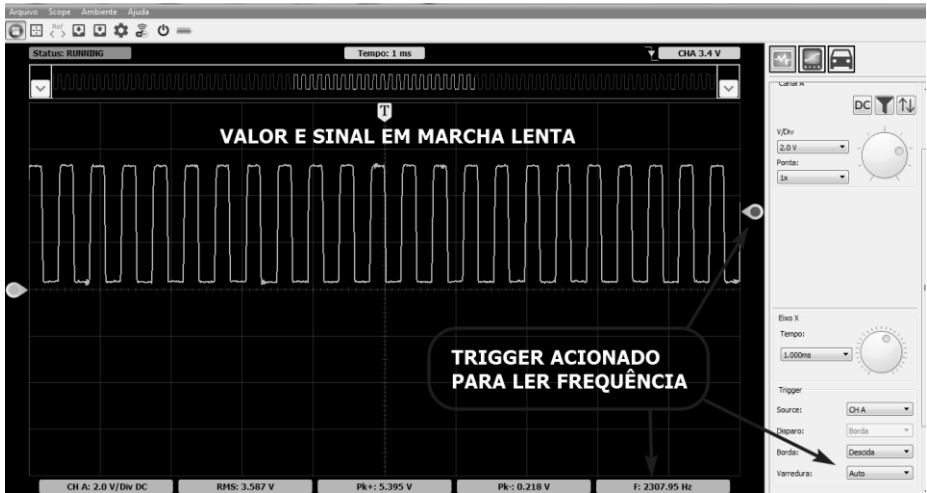 Arquivo Scope Ambiente Ajuda
Ref
Status: RUNNING
Tempo: 1 ms
CHA 3.4 V
T
VALOR E SINAL EM MARCHA LENTA
Canal A
DC
V/Div
2.0 V
Ponta:
1x
TRIGGER ACIONADO
PARA LER FREQUÊNCIA
Eixo X
Tempo:
1.000ms
Trigger
Source: CH A
Disparo: Borda
Borda: Descida
Varredura: Auto
CH A: 2.0 V/Div DC
RMS: 3.587 V
Pk+: 5.395 V
Pk-: 0.218 V
F: 2307.95 Hz